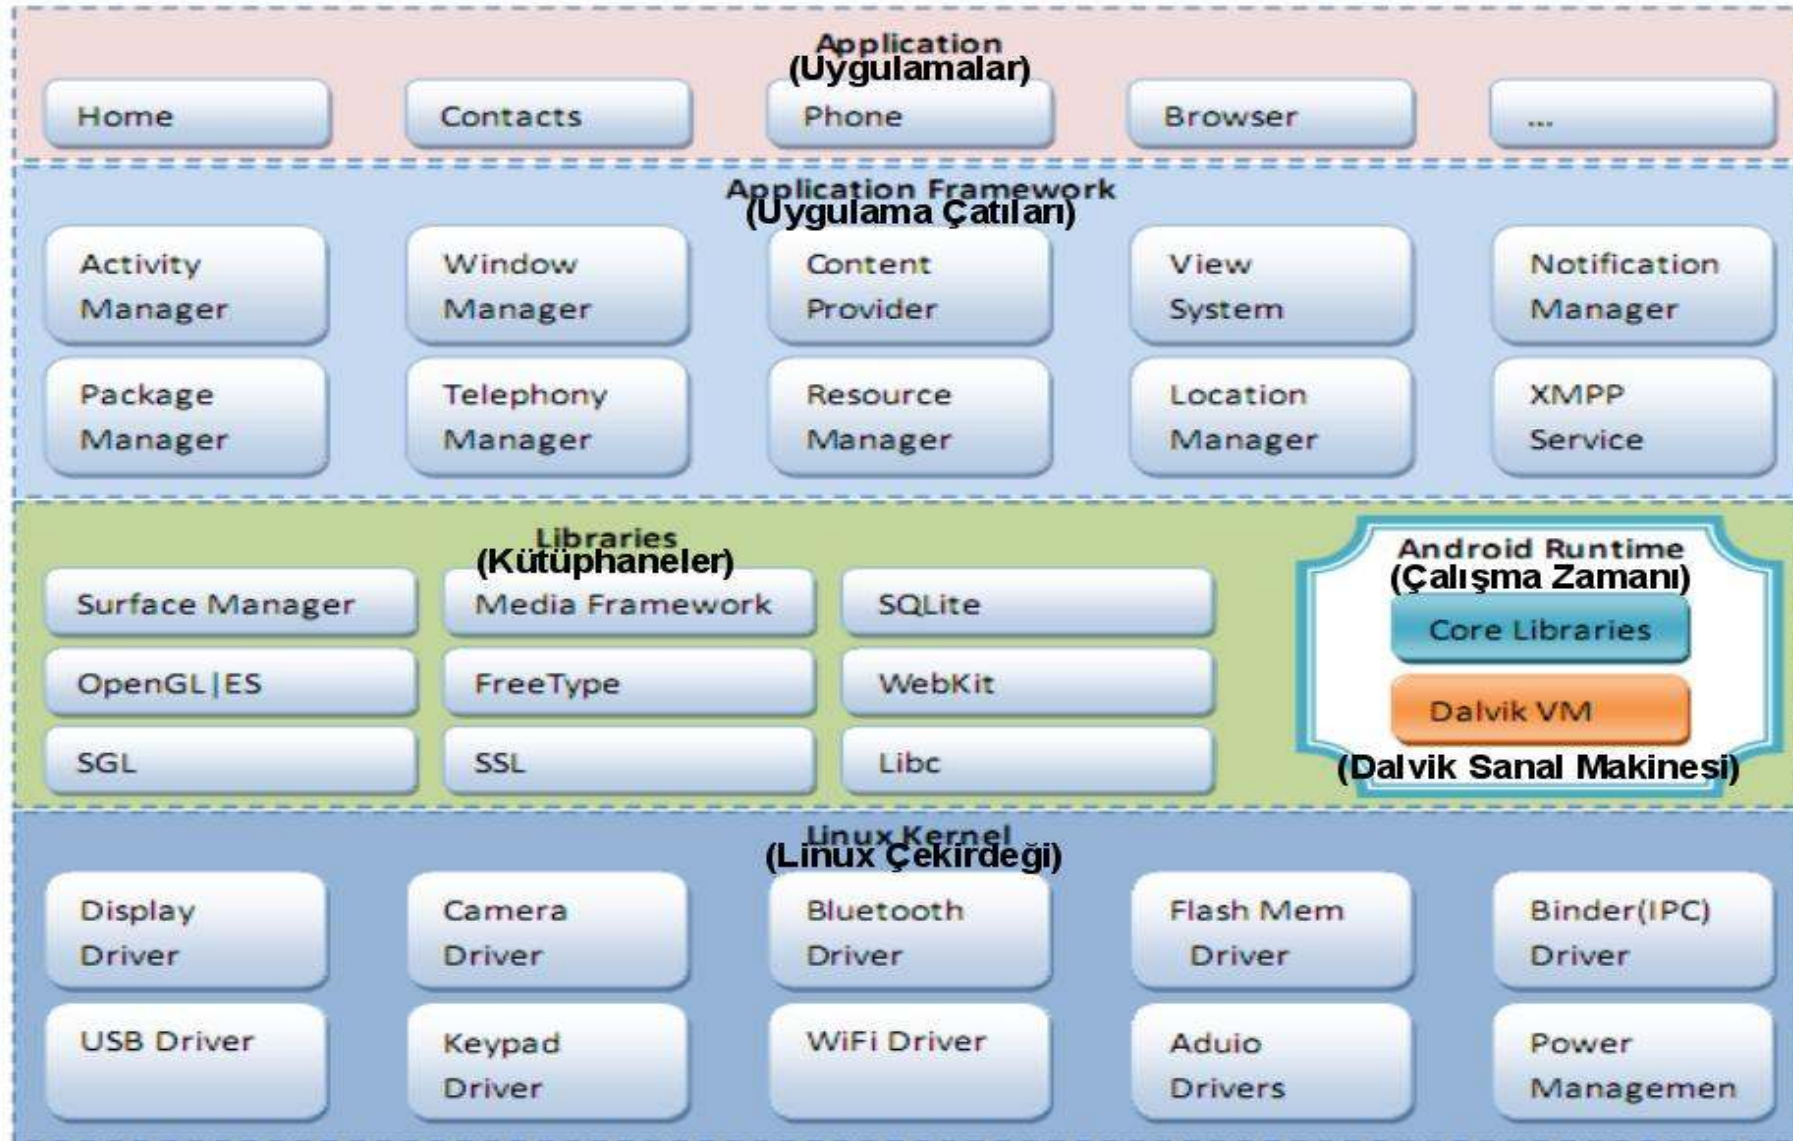 Application
(Uygulamalar)
Home
Contacts
Phone
Browser
...
Application Framework
(Uygulama Çatıları)
Activity
Manager
Window
Manager
Content
Provider
View
System
Notification
Manager
Package
Manager
Telephony
Manager
Resource
Manager
Location
Manager
XMPP
Service
Libraries
(Kütüphaneler)
Surface Manager
Media Framework
SQLite
OpenGL|ES
FreeType
WebKit
SGL
SSL
Libc
Android Runtime
(Çalışma Zamanı)
Core Libraries
Dalvik VM
(Dalvik Sanal Makinesi)
Linux Kernel
(Linux Çekirdeği)
Display
Driver
Camera
Driver
Bluetooth
Driver
Flash Mem
Driver
Binder(IPC)
Driver
USB Driver
Keypad
Driver
WiFi Driver
Aduio
Drivers
Power
Managemen